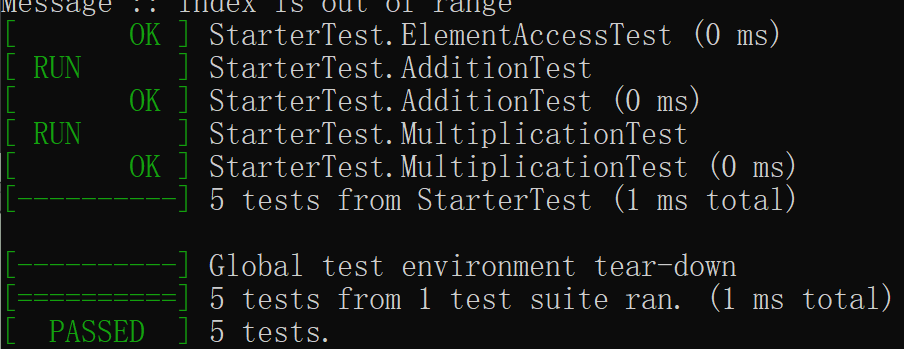 Message :: index is out of range
[       OK ] StarterTest.ElementAccessTest (0 ms)
[ RUN      ] StarterTest.AdditionTest
[       OK ] StarterTest.AdditionTest (0 ms)
[ RUN      ] StarterTest.MultiplicationTest
[       OK ] StarterTest.MultiplicationTest (0 ms)
[----------] 5 tests from StarterTest (1 ms total)

[----------] Global test environment tear-down
[==========] 5 tests from 1 test suite ran. (1 ms total)
[  PASSED  ] 5 tests.